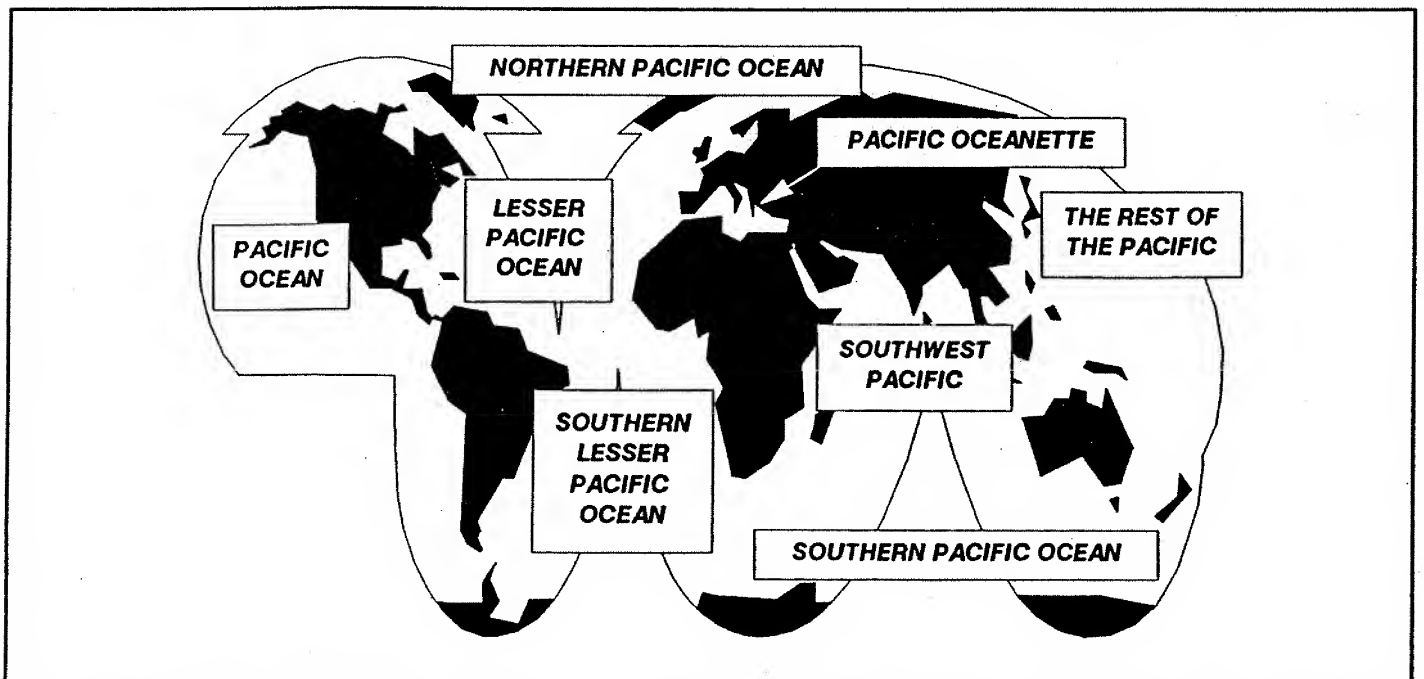 NORTHERN PACIFIC OCEAN
PACIFIC OCEANETTE
LESSER
PACIFIC
OCEAN
THE REST OF
THE PACIFIC
PACIFIC
OCEAN
SOUTHWEST
PACIFIC
SOUTHERN
LESSER
PACIFIC
OCEAN
SOUTHERN PACIFIC OCEAN